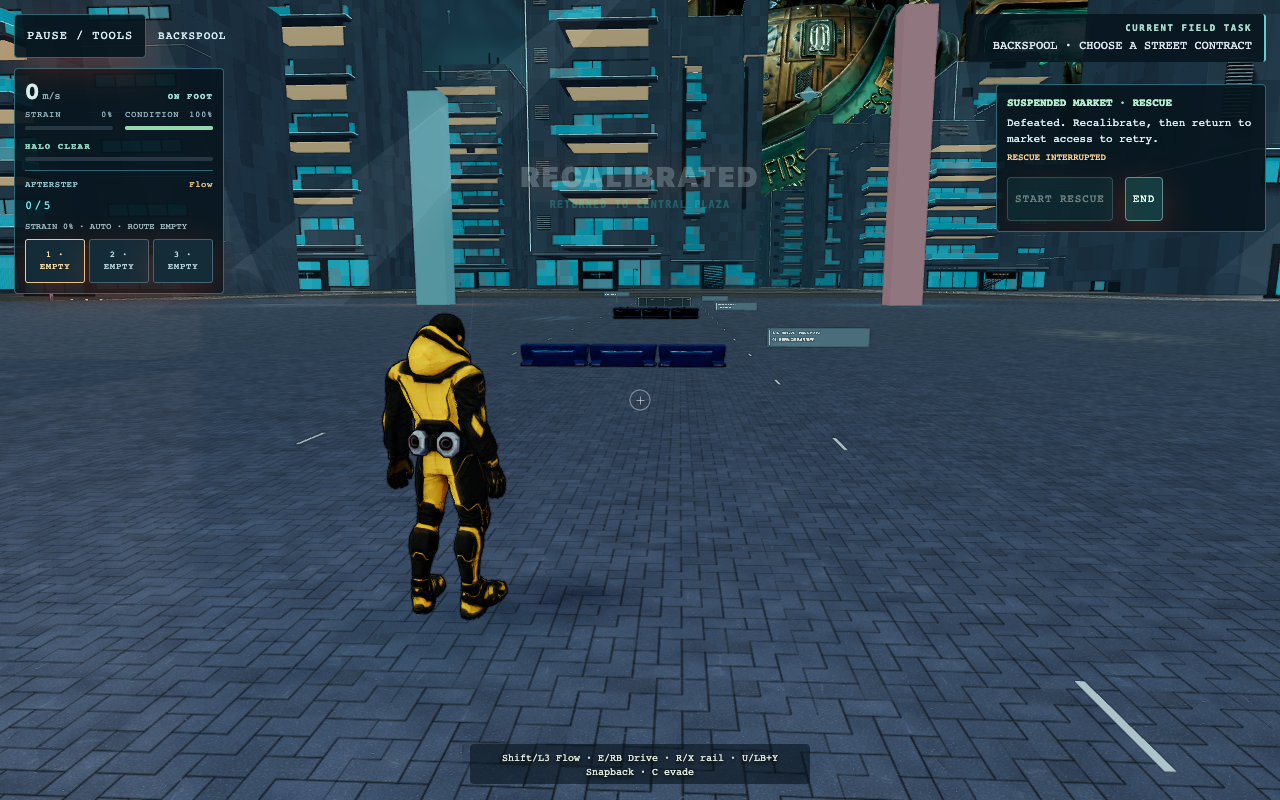 PAUSE / TOOLS
BACKSPOOL
0 m/s
ON FOOT
STRAIN 0%
CONDITION 100%
HALO CLEAR
AFTERSTEP Flow
0/5
STRAIN 0% · AUTO · ROUTE EMPTY
1 · EMPTY
2 · EMPTY
3 · EMPTY
CURRENT FIELD TASK
BACKSPOOL · CHOOSE A STREET CONTRACT
SUSPENDED MARKET · RESCUE
Defeated. Recalibrate, then return to
market access to retry.
RESCUE INTERRUPTED
START RESCUE
END
FIRS
RECALIBRATED
RETURNED TO CENTRAL PLAZA
Shift/L3 Flow · E/RB Drive · R/X rail · U/LB+Y
Snapback · C evade